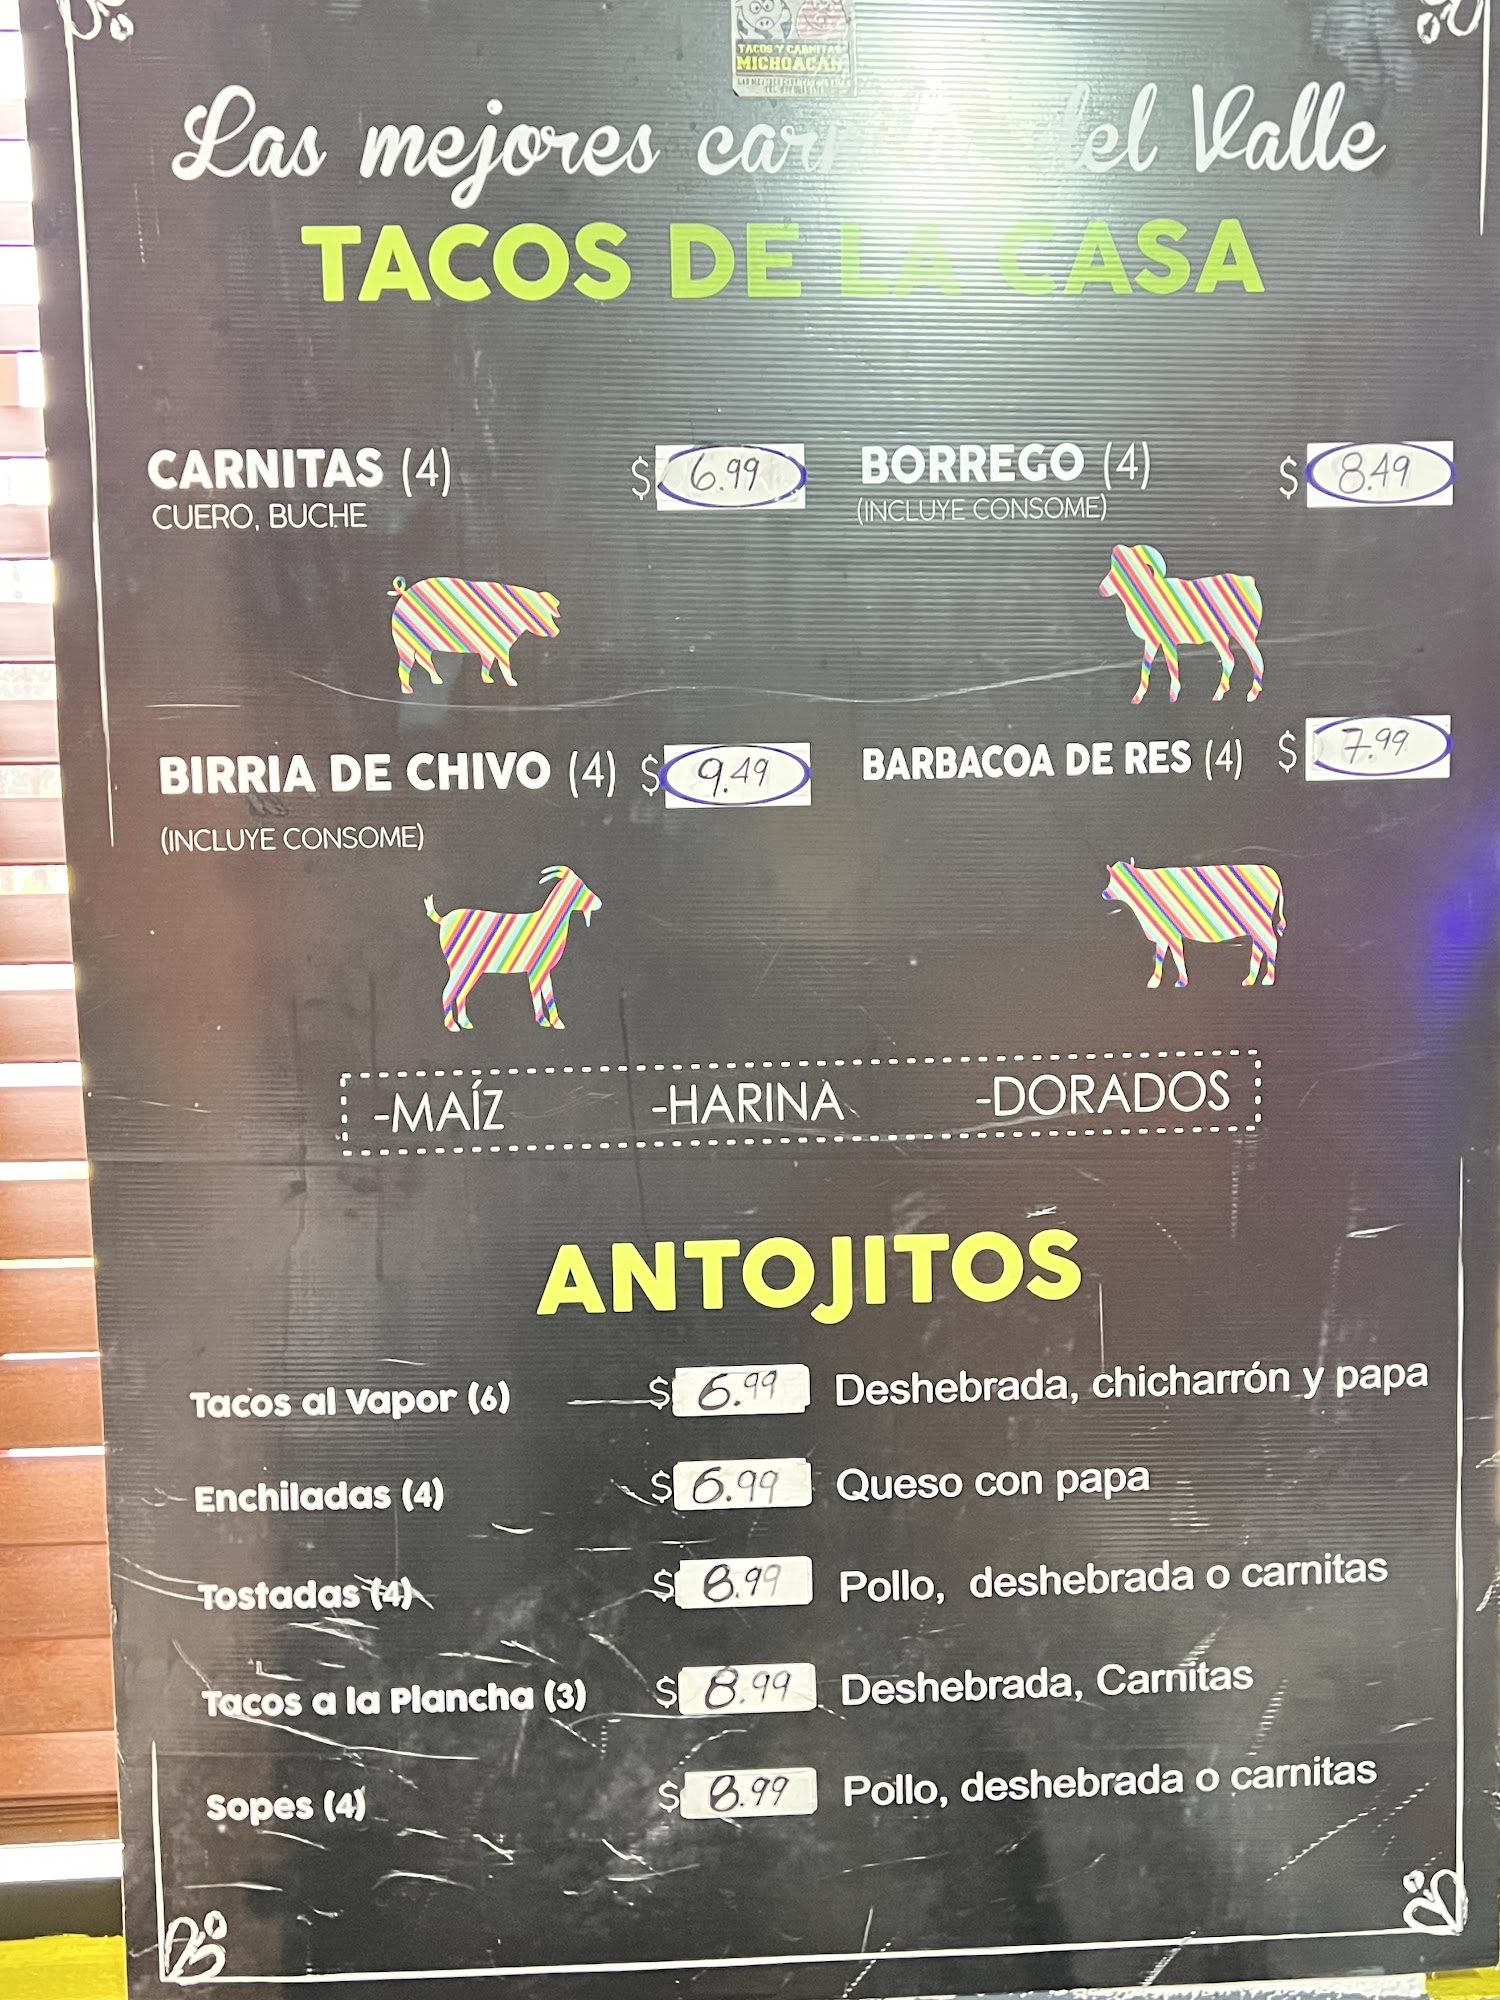 TACOS Y CARNITAS
MICHOACAN
Las mejores del Valle
TACOS DE LA CASA
CARNITAS (4) $ 6.99
CUERO, BUCHE
BORREGO (4) $ 8.49
(INCLUYE CONSOME)
BIRRIA DE CHIVO (4) $ 9.49
(INCLUYE CONSOME)
BARBACOA DE RES (4) $ 7.99
-MAÍZ -HARINA -DORADOS
ANTOJITOS
Tacos al Vapor (6) $ 6.99 Deshebrada, chicharrón y papa
Enchiladas (4) $ 6.99 Queso con papa
Tostadas (4) $ 8.99 Pollo, deshebrada o carnitas
Tacos a la Plancha (3) $ 8.99 Deshebrada, Carnitas
Sopes (4) $ 8.99 Pollo, deshebrada o carnitas